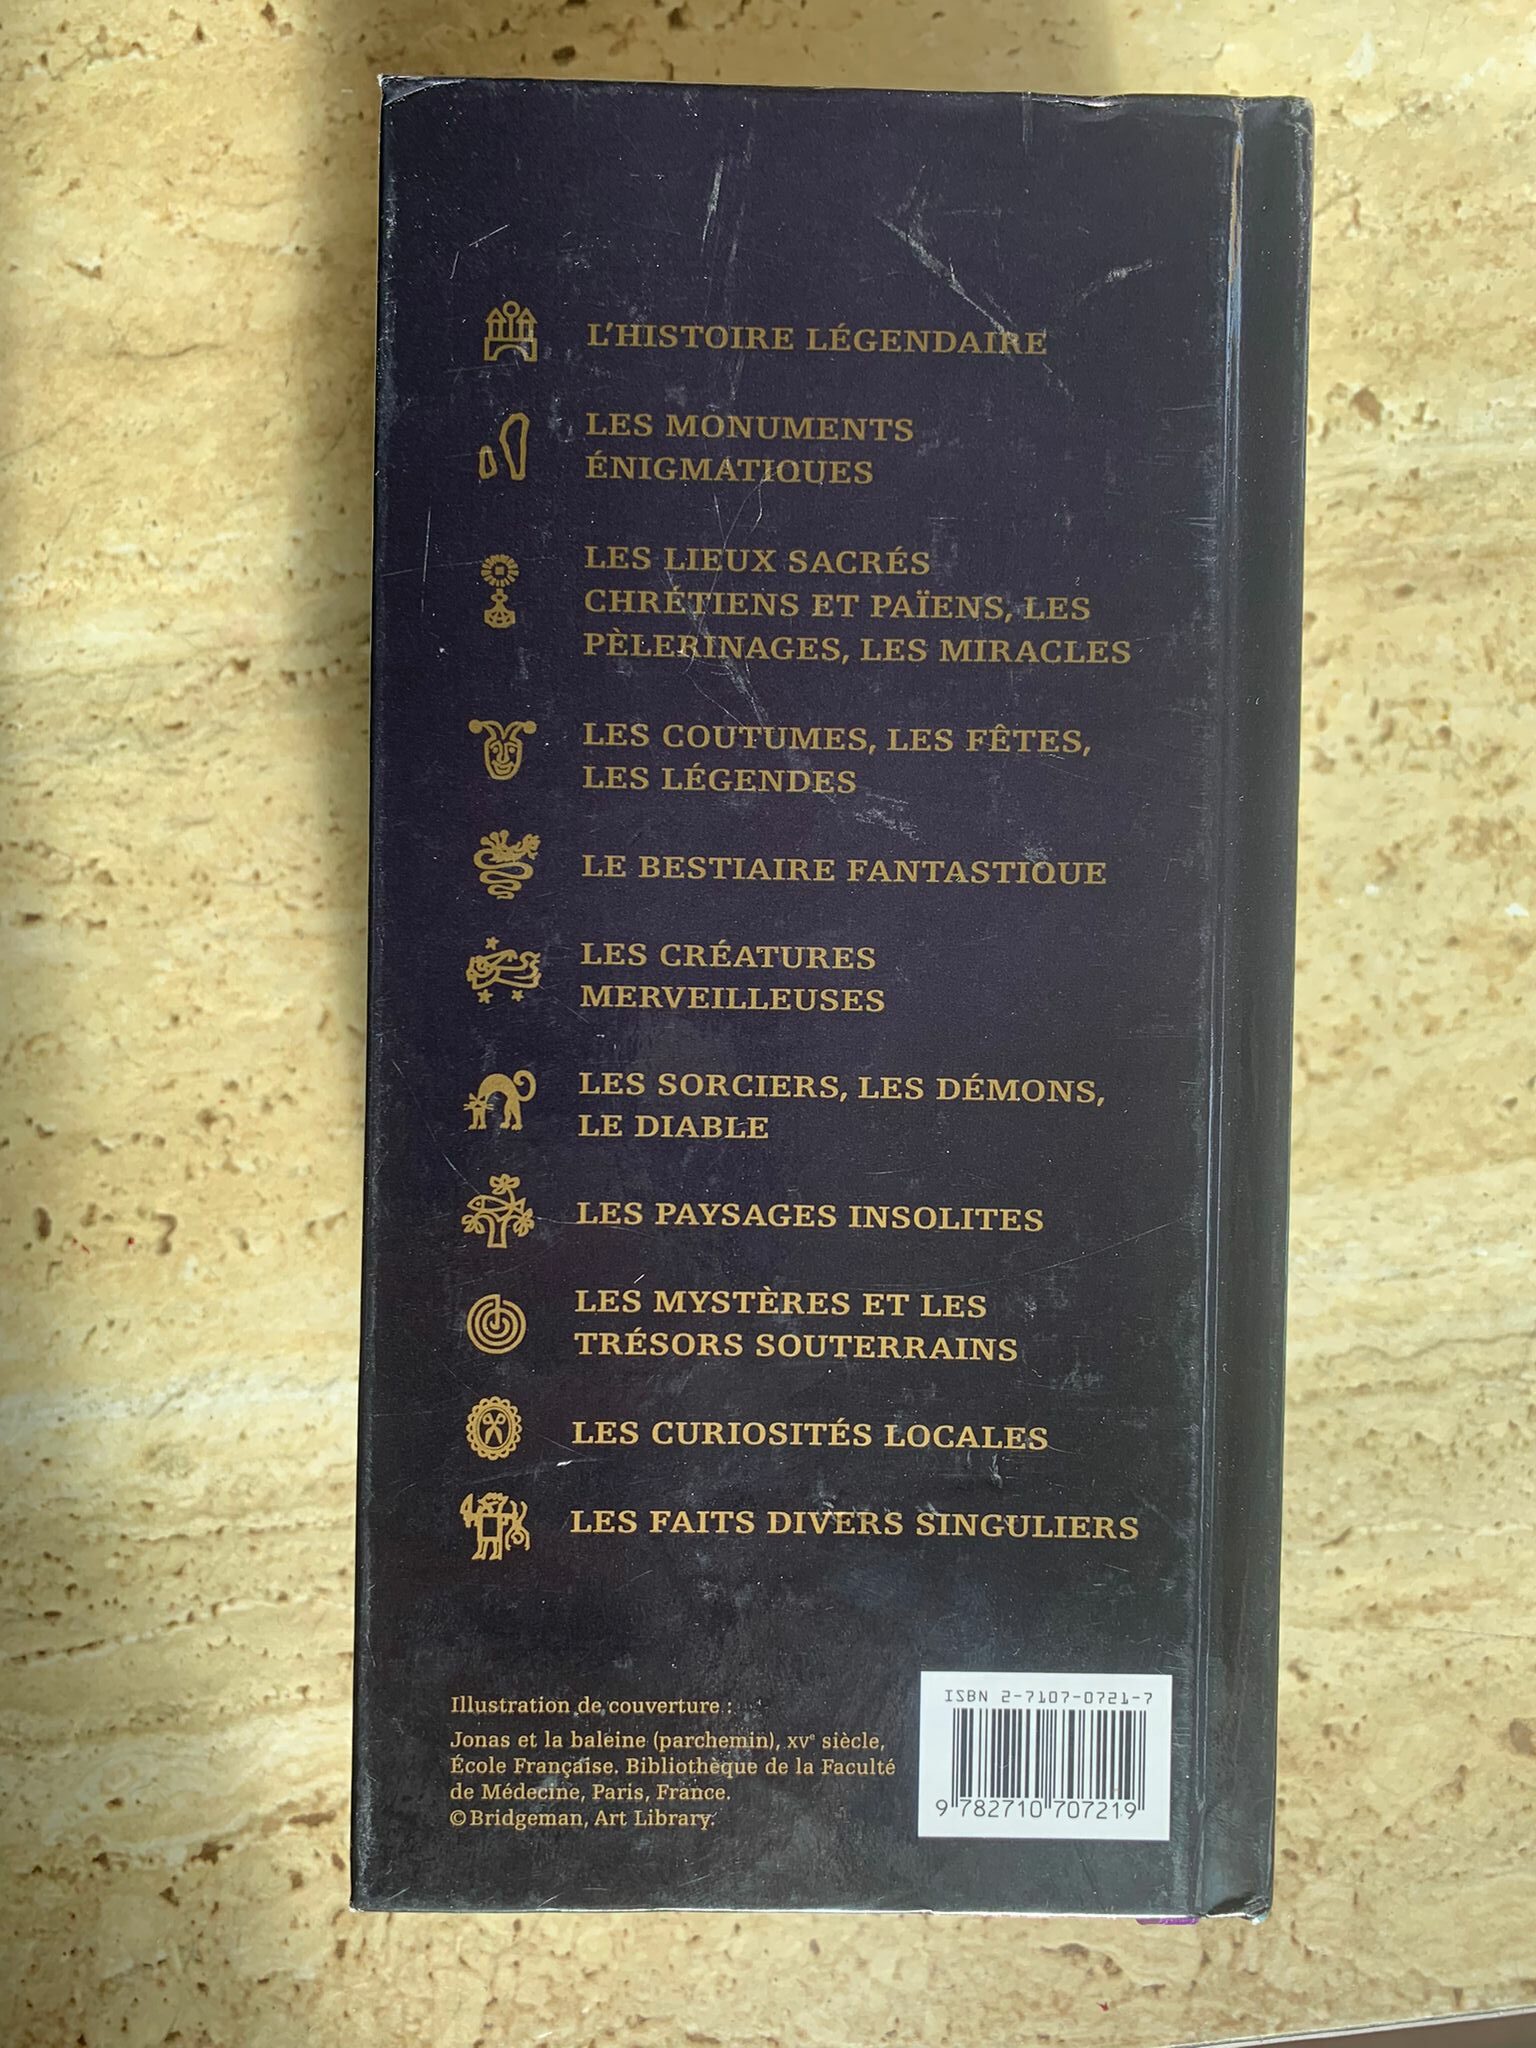 L'HISTOIRE LÉGENDAIRE
LES MONUMENTS
ÉNIGMATIQUES
LES LIEUX SACRÉS
CHRÉTIENS ET PAÏENS, LES
PÈLERINAGES, LES MIRACLES
LES COUTUMES, LES FÊTES,
LES LÉGENDES
LE BESTIAIRE FANTASTIQUE
LES CRÉATURES
MERVEILLEUSES
LES SORCIERS, LES DÉMONS,
LE DIABLE
LES PAYSAGES INSOLITES
LES MYSTÈRES ET LES
TRÉSORS SOUTERRAINS
LES CURIOSITÉS LOCALES
LES FAITS DIVERS SINGULIERS
Illustration de couverture :
Jonas et la baleine (parchemin), XVe siècle,
École Française. Bibliothèque de la Faculté
de Médecine, Paris, France.
© Bridgeman, Art Library.
ISBN 2-7107-0721-7
9 782710 707219